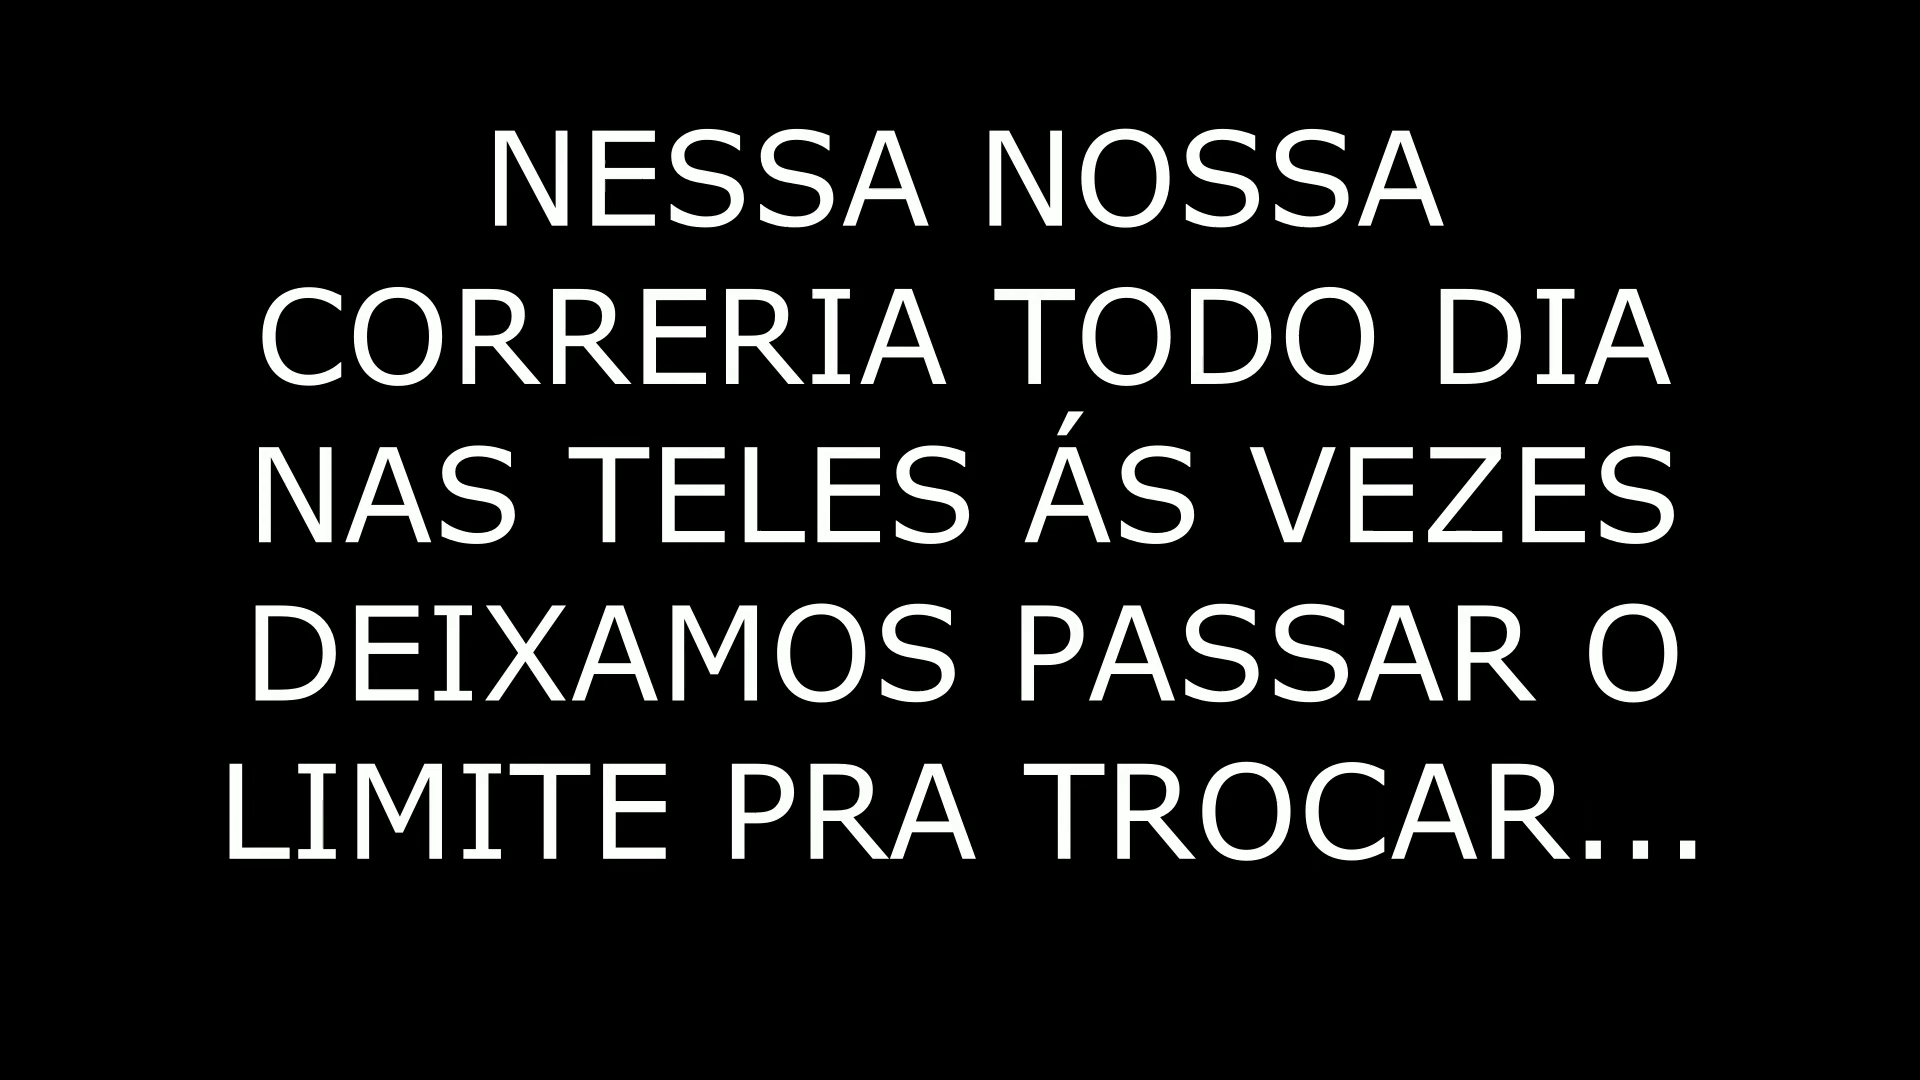 NESSA NOSSA
CORRERIA TODO DIA
NAS TELES ÁS VEZES
DEIXAMOS PASSAR O
LIMITE PRA TROCAR...